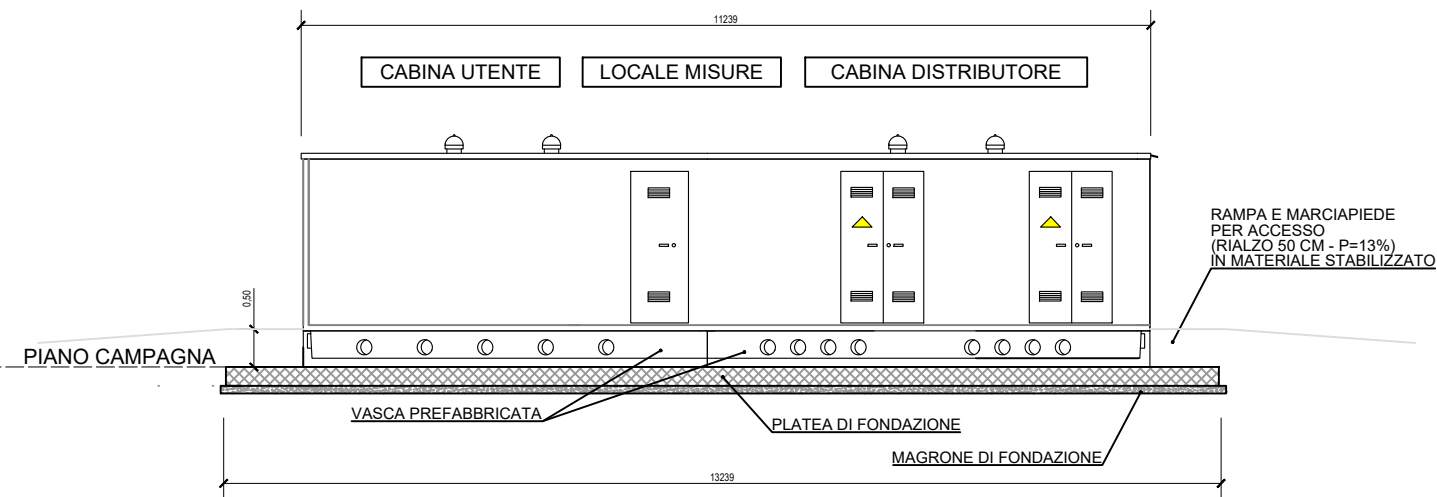 11239
CABINA UTENTE
LOCALE MISURE
CABINA DISTRIBUTORE
RAMPA E MARCIAPIEDE
PER ACCESSO
(RIALZO 50 CM - P=13%)
IN MATERIALE STABILIZZATO
0,50
PIANO CAMPAGNA
VASCA PREFABBRICATA
PLATEA DI FONDAZIONE
MAGRONE DI FONDAZIONE
13239